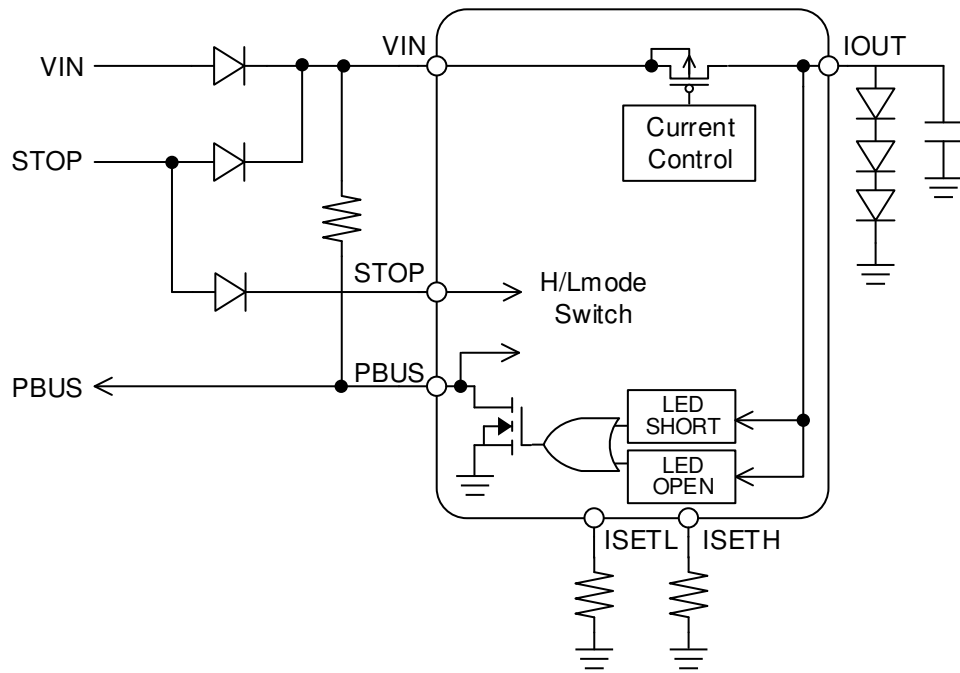 VIN
VIN
IOUT
Current
Control
STOP
STOP
H/Lmode
Switch
PBUS
PBUS
LED
SHORT
LED
OPEN
ISETL
ISETH